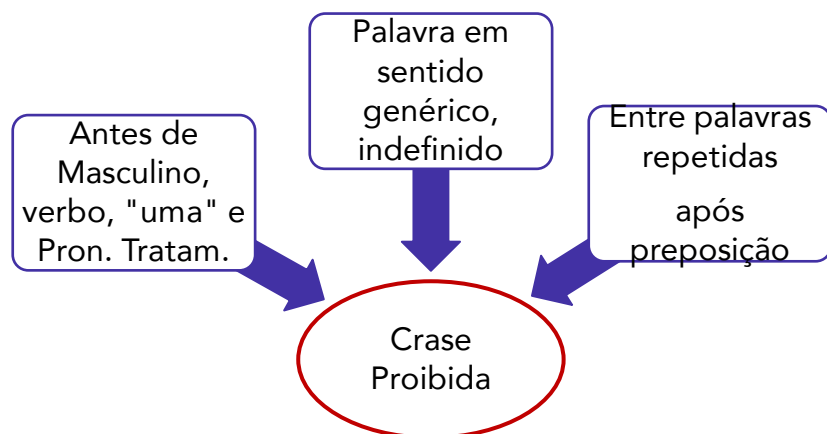 Antes de
Masculino,
verbo, "uma" e
Pron. Tratam.
Palavra em
sentido
genérico,
indefinido
Entre palavras
repetidas
após
preposição
Crase
Proibida